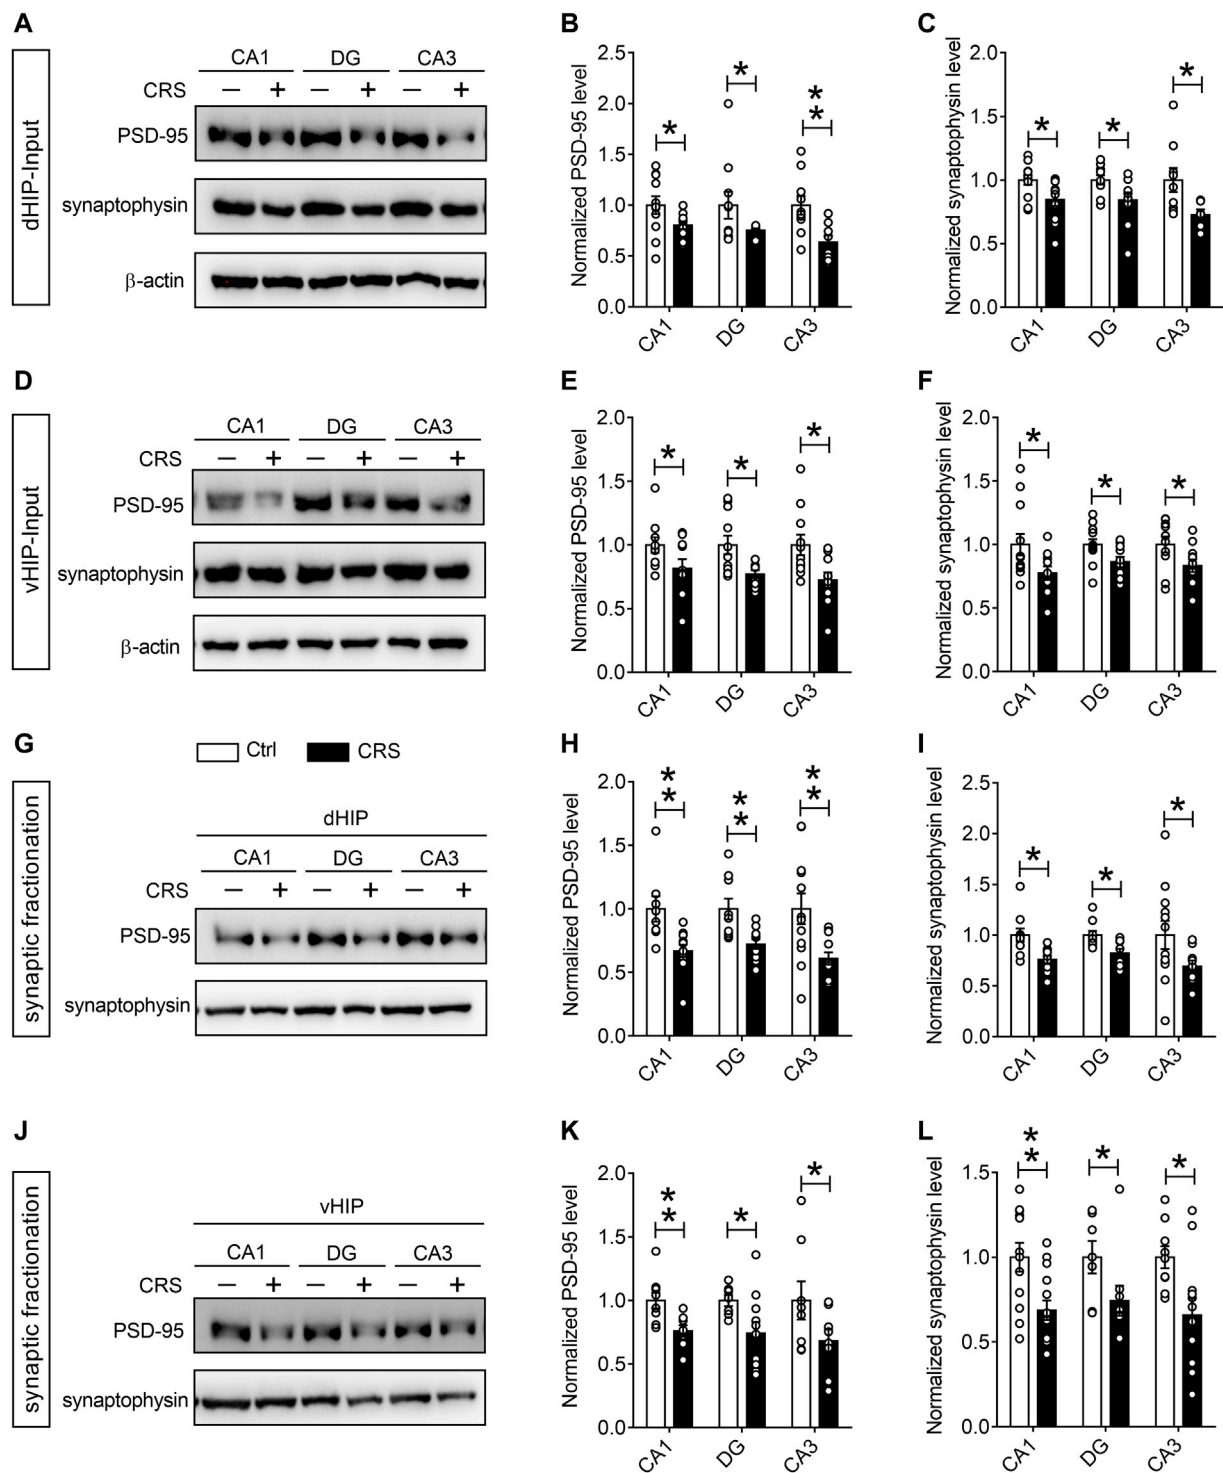 A
dHIP-Input
CA1 DG CA3
CRS – + – + – +
PSD-95
synaptophysin
β-actin
B
Normalized PSD-95 level
2.5
2.0
1.5
1.0
0.5
0.0
* * **
CA1 DG CA3
C
Normalized synaptophysin level
2.0
1.5
1.0
0.5
0.0
* * *
CA1 DG CA3
D
vHIP-Input
CA1 DG CA3
CRS – + – + – +
PSD-95
synaptophysin
β-actin
E
Normalized PSD-95 level
2.0
1.5
1.0
0.5
0.0
* * *
CA1 DG CA3
F
Normalized synaptophysin level
2.0
1.5
1.0
0.5
0.0
* * *
CA1 DG CA3
G
Ctrl CRS
synaptic fractionation
dHIP
CA1 DG CA3
CRS – + – + – +
PSD-95
synaptophysin
H
Normalized PSD-95 level
2.0
1.5
1.0
0.5
0.0
** ** **
CA1 DG CA3
I
Normalized synaptophysin level
2.5
2.0
1.5
1.0
0.5
0.0
* * *
CA1 DG CA3
J
synaptic fractionation
vHIP
CA1 DG CA3
CRS – + – + – +
PSD-95
synaptophysin
K
Normalized PSD-95 level
2.0
1.5
1.0
0.5
0.0
** * *
CA1 DG CA3
L
Normalized synaptophysin level
1.5
1.0
0.5
0.0
** * *
CA1 DG CA3